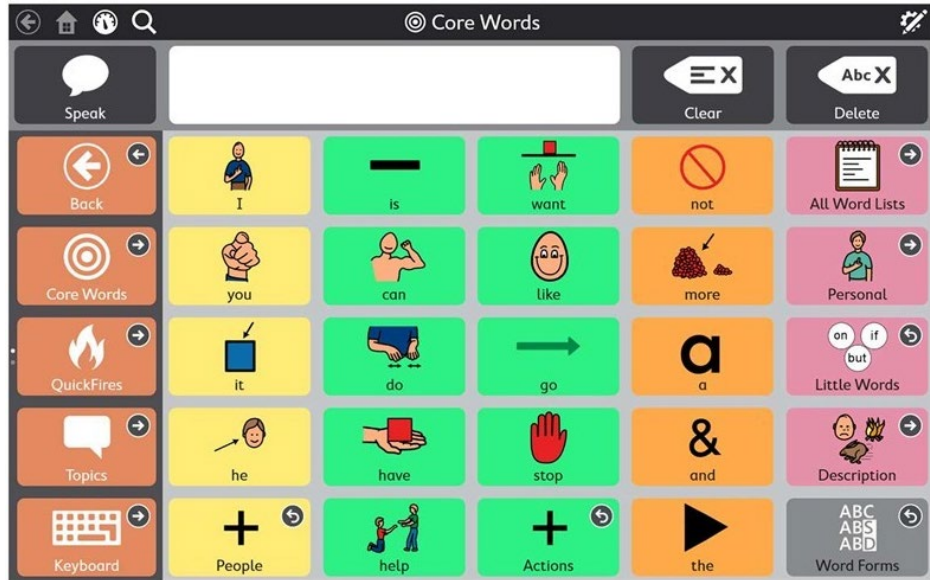 Core Words
Speak
Clear
Abc X
Delete
Back
I
is
want
not
All Word Lists
Core Words
you
can
like
more
Personal
QuickFires
it
do
go
a
a
on if
but
Little Words
Topics
he
have
stop
&
and
Description
Keyboard
People
help
Actions
the
ABC
ABS
ABD
Word Forms